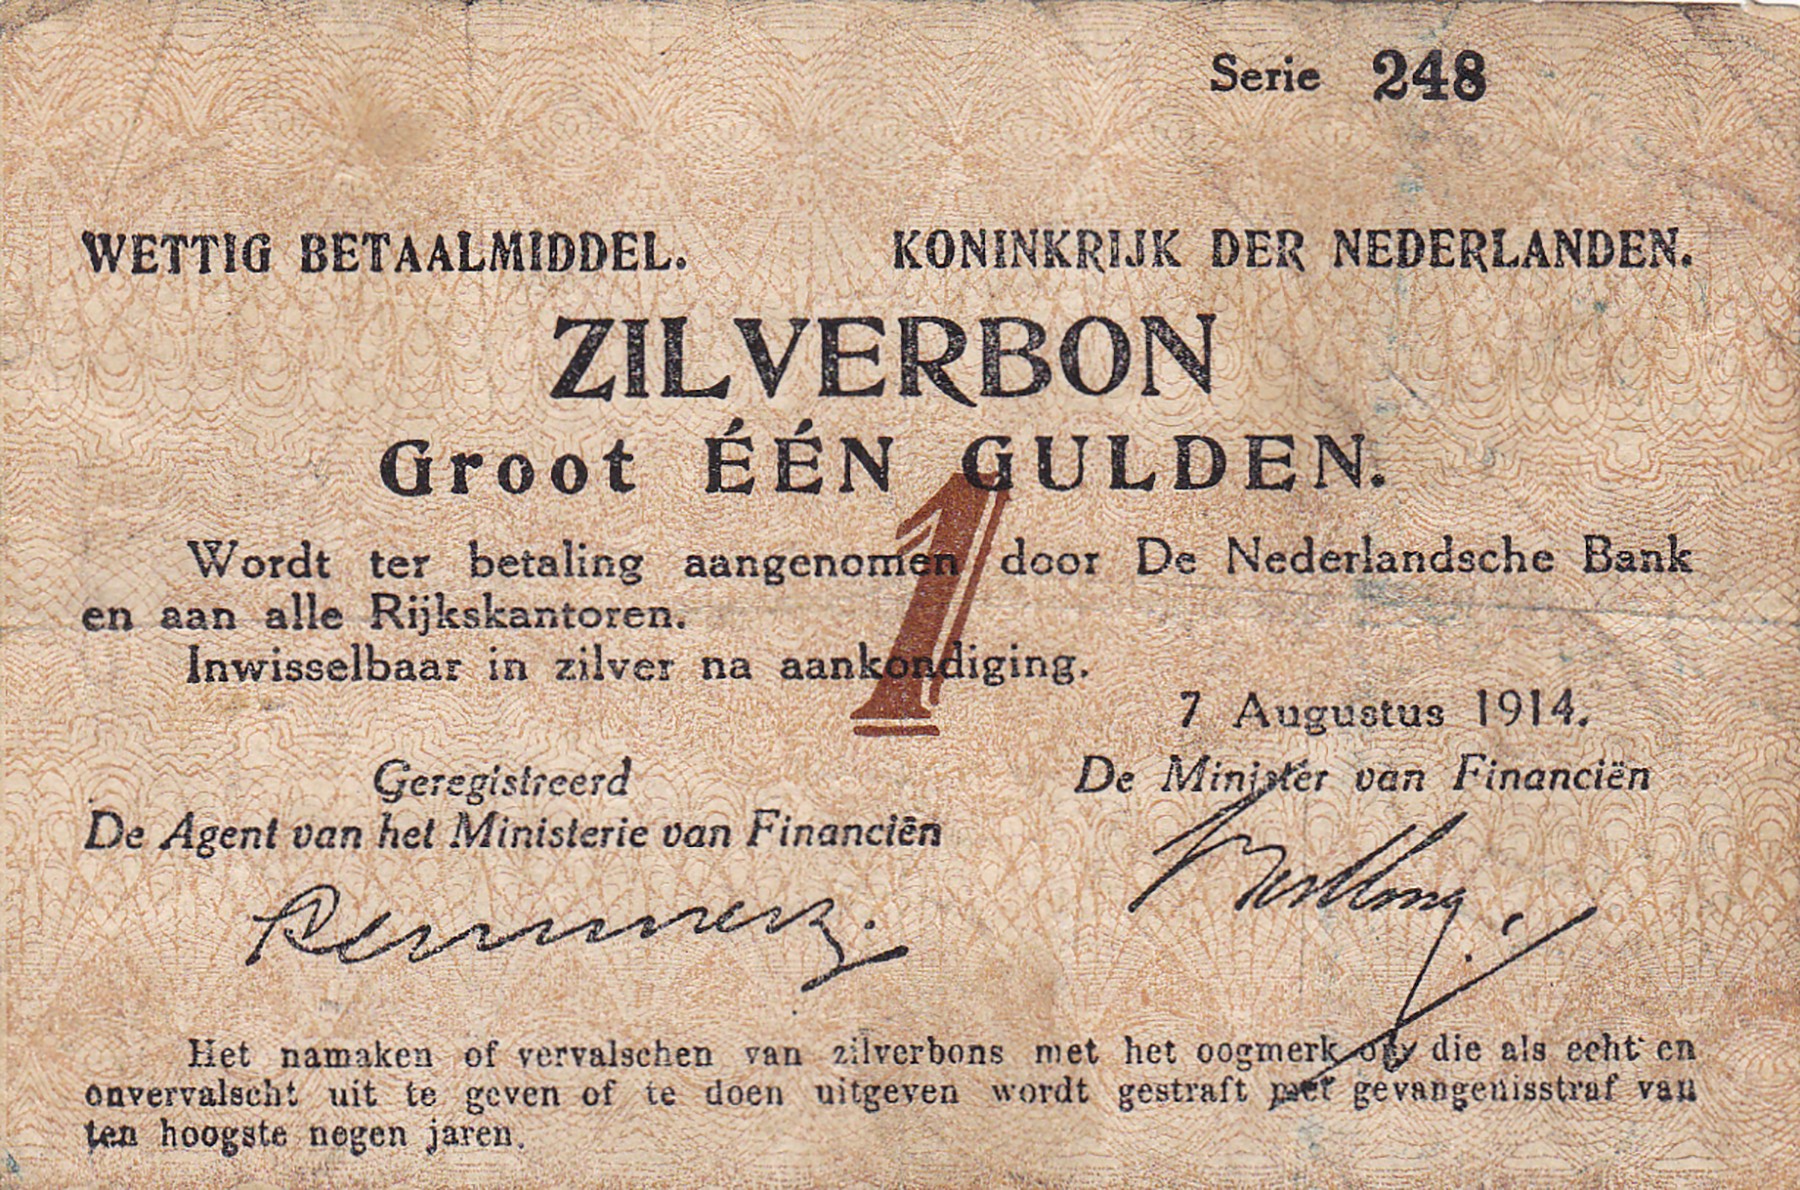 Serie 248
WETTIG BETAALMIDDEL. KONINKRIJK DER NEDERLANDEN.
ZILVERBON
Groot ÉÉN GULDEN.
1
Wordt ter betaling aangenomen door De Nederlandsche Bank
en aan alle Rijkskantoren.
Inwisselbaar in zilver na aankondiging.
7 Augustus 1914.
Geregistreerd De Minister van Financiën
De Agent van het Ministerie van Financiën
Het namaken of vervalschen van zilverbons met het oogmerk om die als echt en
onvervalscht uit te geven of te doen uitgeven wordt gestraft met gevangenisstraf van
ten hoogste negen jaren.